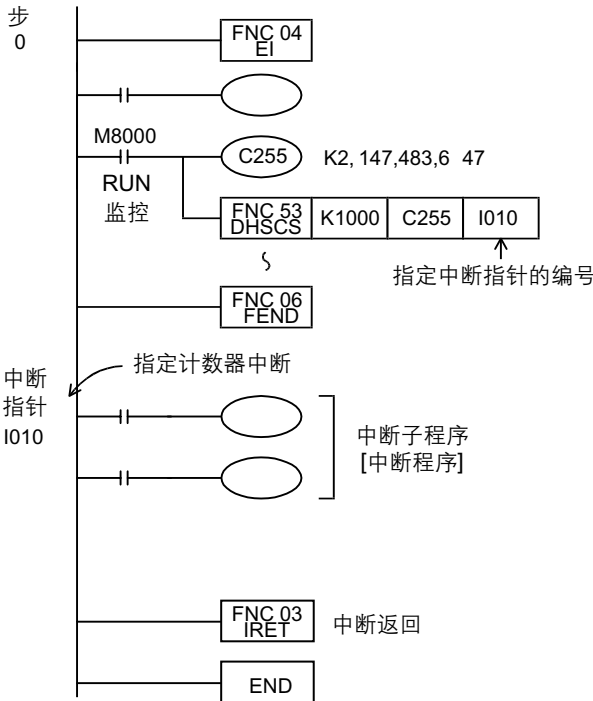 步
0
FNC 04
EI
M8000
RUN
监控
C255
K2, 147,483,6 47
FNC 53
DHSCS
K1000
C255
I010
指定中断指针的编号
FNC 06
FEND
指定计数器中断
中断
指针
I010
中断子程序
[中断程序]
FNC 03
IRET
中断返回
END